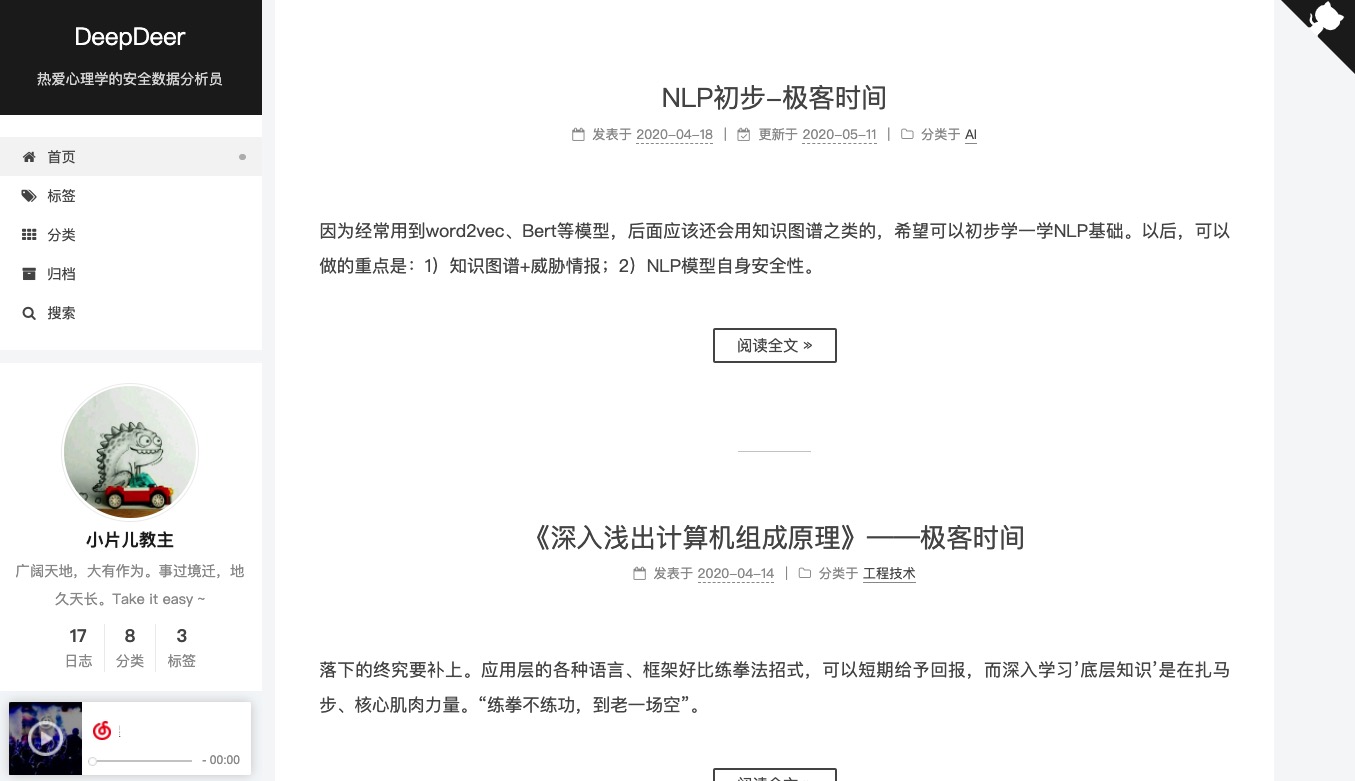 DeepDeer
热爱心理学的安全数据分析员
首页
标签
分类
归档
搜索
小片儿教主
广阔天地，大有作为。事过境迁，地
久天长。Take it easy ~
17 8 3
日志 分类 标签
- 00:00
NLP初步-极客时间
发表于 2020-04-18 | 更新于 2020-05-11 | 分类于 AI
因为经常用到word2vec、Bert等模型，后面应该还会用知识图谱之类的，希望可以初步学一学NLP基础。以后，可以
做的重点是：1）知识图谱+威胁情报；2）NLP模型自身安全性。
阅读全文 »
《深入浅出计算机组成原理》——极客时间
发表于 2020-04-14 | 分类于 工程技术
落下的终究要补上。应用层的各种语言、框架好比练拳法招式，可以短期给予回报，而深入学习’底层知识’是在扎马
步、核心肌肉力量。“练拳不练功，到老一场空”。